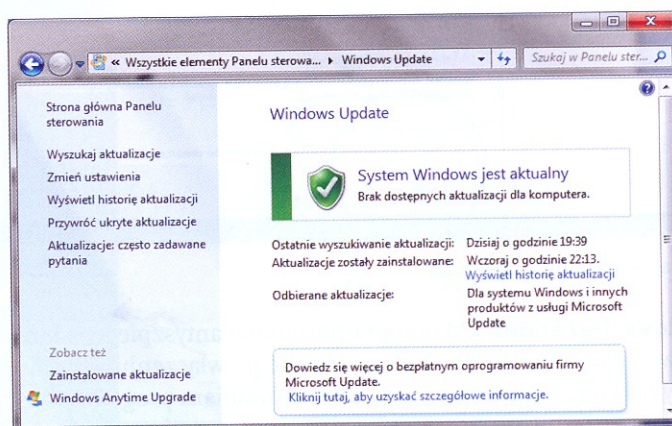 « Wszystkie elementy Panelu sterowa... ▸ Windows Update
Szukaj w Panelu ster...
Strona główna Panelu
sterowania
Wyszukaj aktualizacje
Zmień ustawienia
Wyświetl historię aktualizacji
Przywróć ukryte aktualizacje
Aktualizacje: często zadawane
pytania
Zobacz też
Zainstalowane aktualizacje
Windows Anytime Upgrade
Windows Update
System Windows jest aktualny
Brak dostępnych aktualizacji dla komputera.
Ostatnie wyszukiwanie aktualizacji: Dzisiaj o godzinie 19:39
Aktualizacje zostały zainstalowane: Wczoraj o godzinie 22:13.
Wyświetl historię aktualizacji
Odbierane aktualizacje: Dla systemu Windows i innych
produktów z usługi Microsoft
Update
Dowiedz się więcej o bezpłatnym oprogramowaniu firmy
Microsoft Update.
Kliknij tutaj, aby uzyskać szczegółowe informacje.